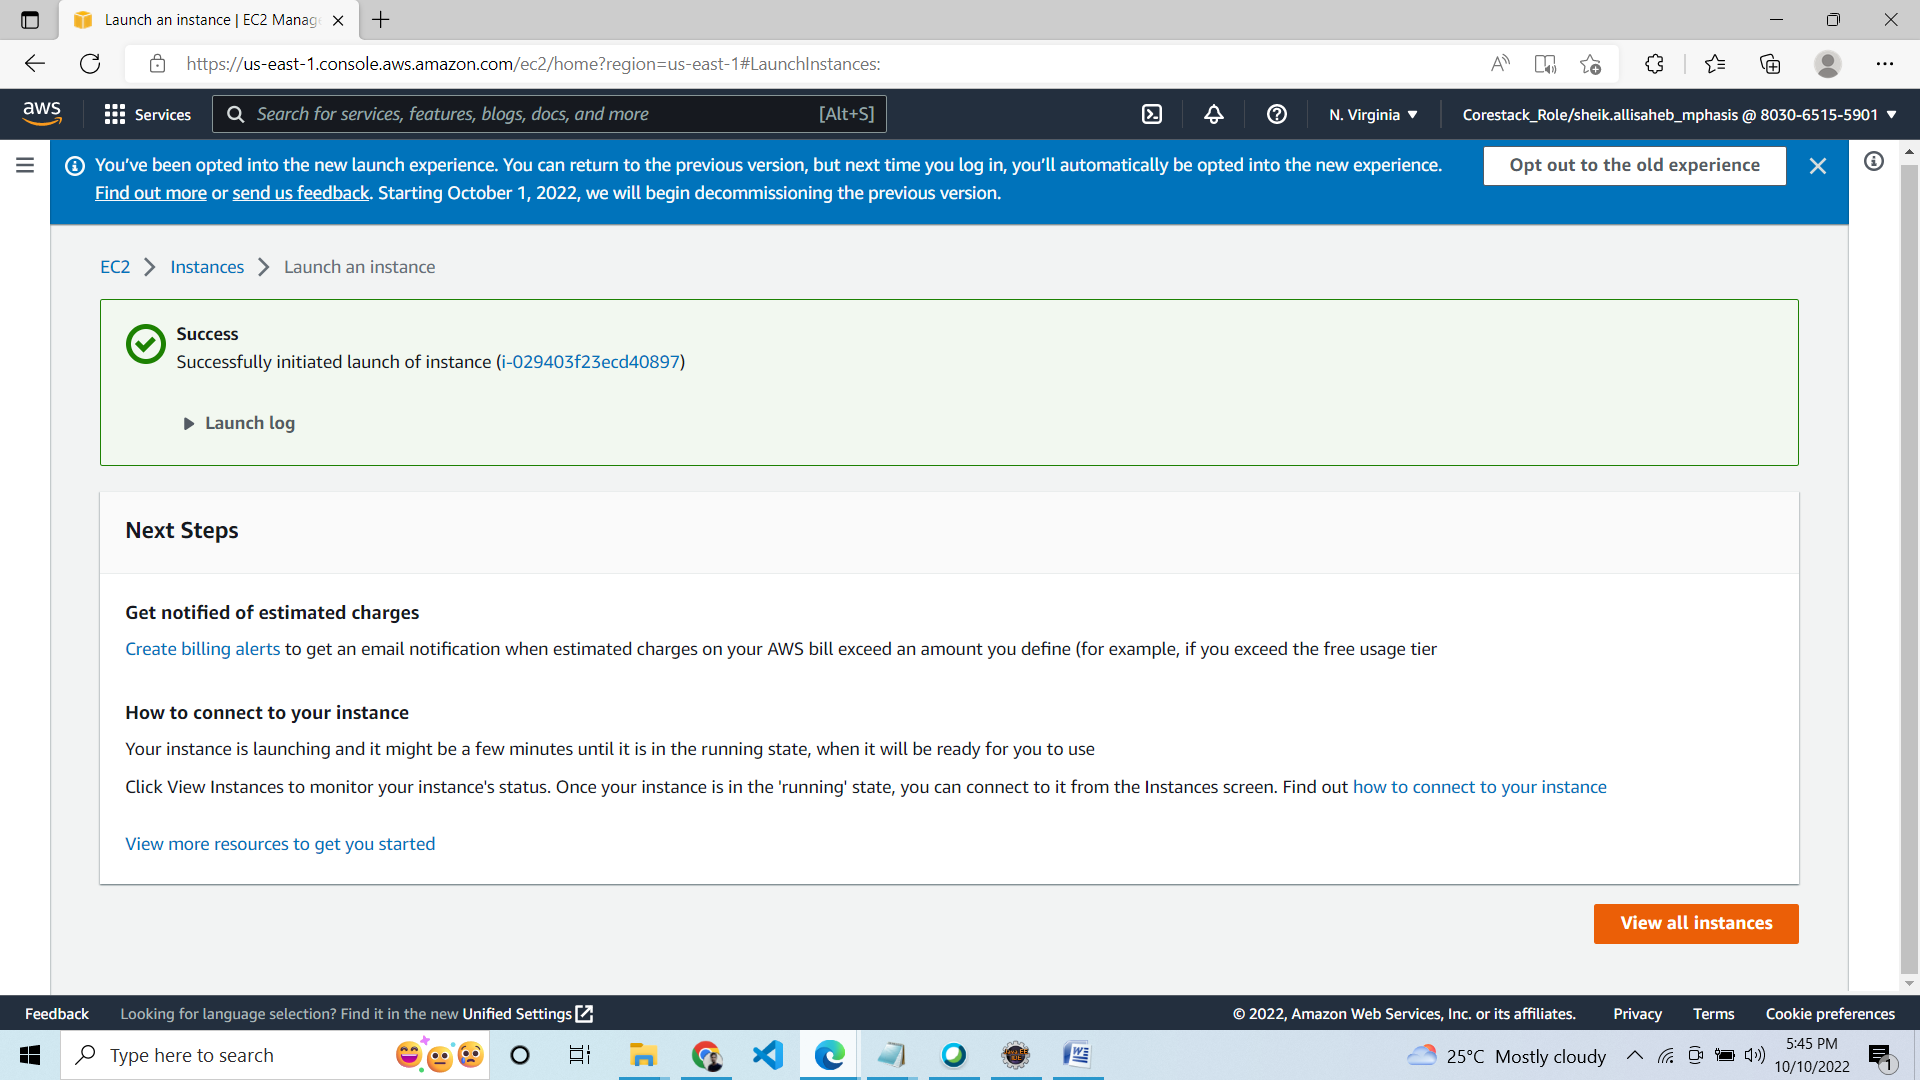 Launch an instance | EC2 Manag
https://us-east-1.console.aws.amazon.com/ec2/home?region=us-east-1#LaunchInstances:
aws
Services
Search for services, features, blogs, docs, and more
[Alt+S]
N. Virginia
Corestack_Role/sheik.allisaheb_mphasis @ 8030-6515-5901
You've been opted into the new launch experience. You can return to the previous version, but next time you log in, you'll automatically be opted into the new experience.
Find out more or send us feedback. Starting October 1, 2022, we will begin decommissioning the previous version.
Opt out to the old experience
EC2
Instances
Launch an instance
Success
Successfully initiated launch of instance (i-029403f23ecd40897)
Launch log
Next Steps
Get notified of estimated charges
Create billing alerts to get an email notification when estimated charges on your AWS bill exceed an amount you define (for example, if you exceed the free usage tier
How to connect to your instance
Your instance is launching and it might be a few minutes until it is in the running state, when it will be ready for you to use
Click View Instances to monitor your instance's status. Once your instance is in the 'running' state, you can connect to it from the Instances screen. Find out how to connect to your instance
View more resources to get you started
View all instances
Feedback
Looking for language selection? Find it in the new Unified Settings
© 2022, Amazon Web Services, Inc. or its affiliates.
Privacy
Terms
Cookie preferences
Type here to search
25°C Mostly cloudy
5:45 PM
10/10/2022
1